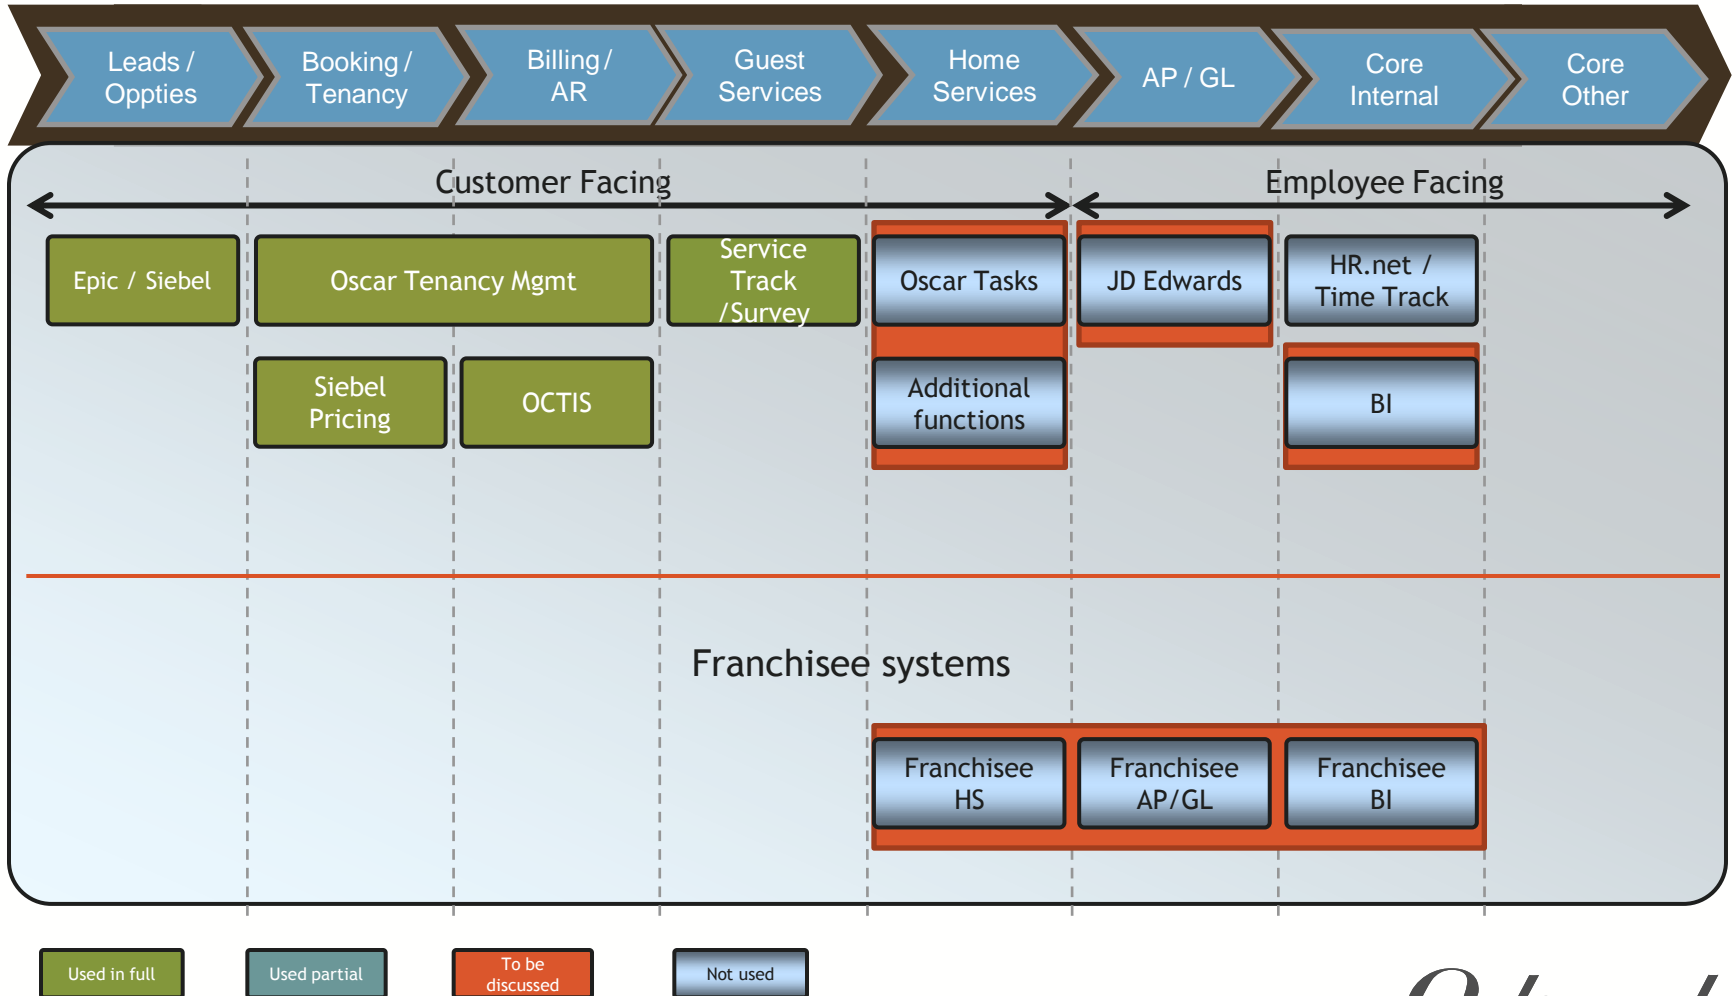 Leads /
Oppties
Booking /
Tenancy
Billing /
AR
Guest
Services
Home
Services
AP / GL
Core
Internal
Core
Other
Customer Facing
Employee Facing
Epic / Siebel
Oscar Tenancy Mgmt
Service
Track
/Survey
Oscar Tasks
JD Edwards
HR.net /
Time Track
Siebel
Pricing
OCTIS
Additional
functions
BI
Franchisee systems
Franchisee
HS
Franchisee
AP/GL
Franchisee
BI
Used in full
Used partial
To be
discussed
Not used